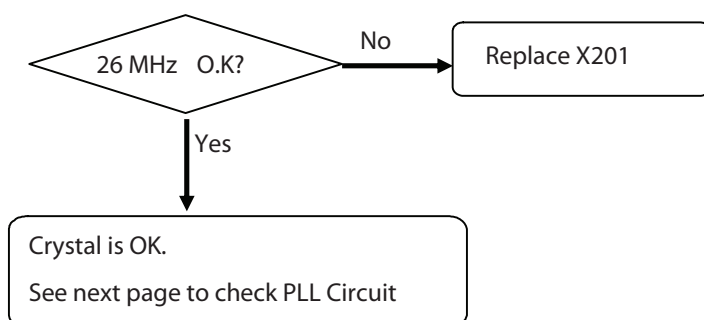 26 MHz O.K?
No
Replace X201
Yes
Crystal is OK.
See next page to check PLL Circuit